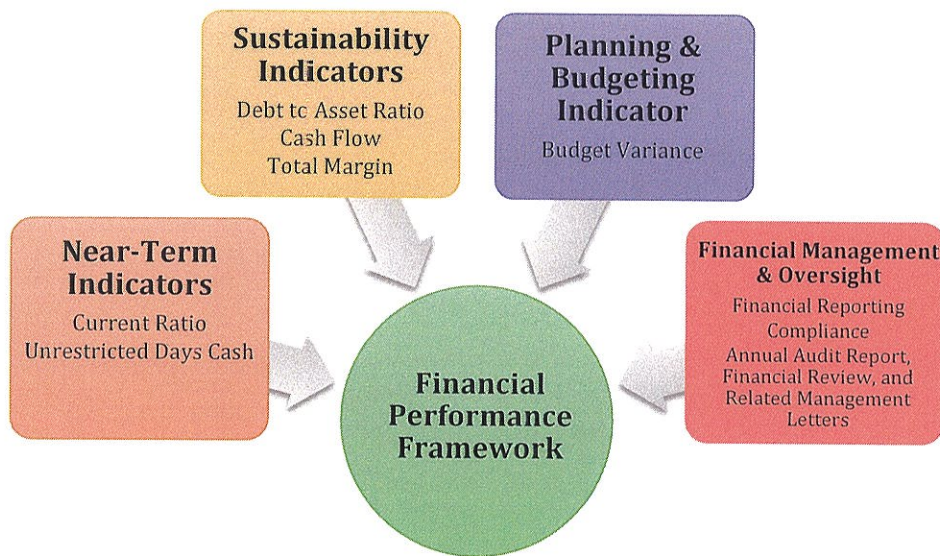 Sustainability
Indicators
Debt to Asset Ratio
Cash Flow
Total Margin
Planning &
Budgeting
Indicator
Budget Variance
Near-Term
Indicators
Current Ratio
Unrestricted Days Cash
Financial Management
& Oversight
Financial Reporting
Compliance
Annual Audit Report,
Financial Review, and
Related Management
Letters
Financial
Performance
Framework